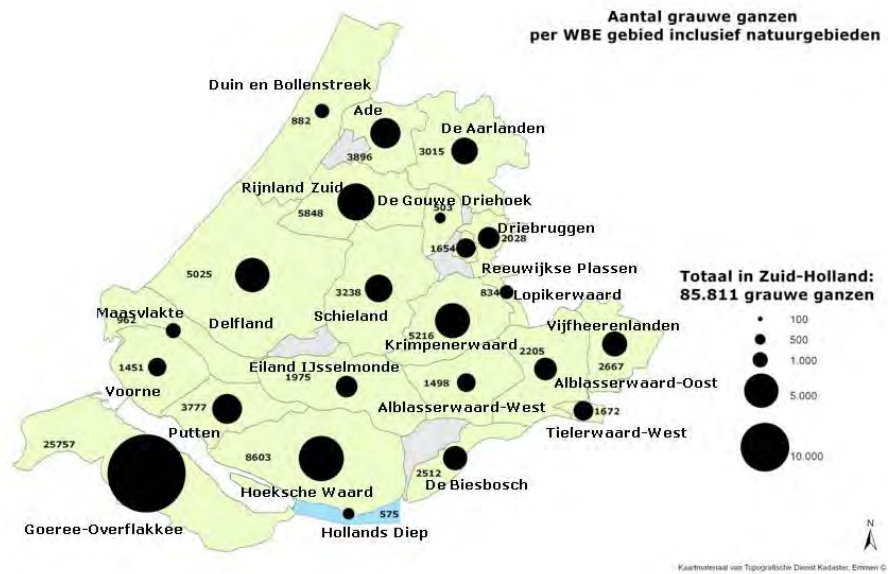 Aantal grauwe ganzen
per WBE gebied inclusief natuurgebieden
Duin en Bollenstreek
882
Ade
3896
De Aarlanden
3015
Rijnland Zuid
5848
De Gouwe Driehoek
503
Driebruggen
2028
1654
Reeuwijkse Plassen
5025
Delfland
3238
Schieland
834
Lopikerwaard
Totaal in Zuid-Holland:
85.811 grauwe ganzen
100
500
1.000
5.000
10.000
Maasvlakte
962
5216
Krimpenerwaard
Vijfheerenlanden
2667
2205
Alblasserwaard-Oost
1451
Voorne
Eiland IJsselmonde
1975
1498
Alblasserwaard-West
1672
Tielerwaard-West
3777
Putten
25757
Goeree-Overflakkee
8603
Hoeksche Waard
2512
De Biesbosch
575
Hollands Diep
N
Kaartmateriaal van Topografische Dienst Kadaster, Emmen ©